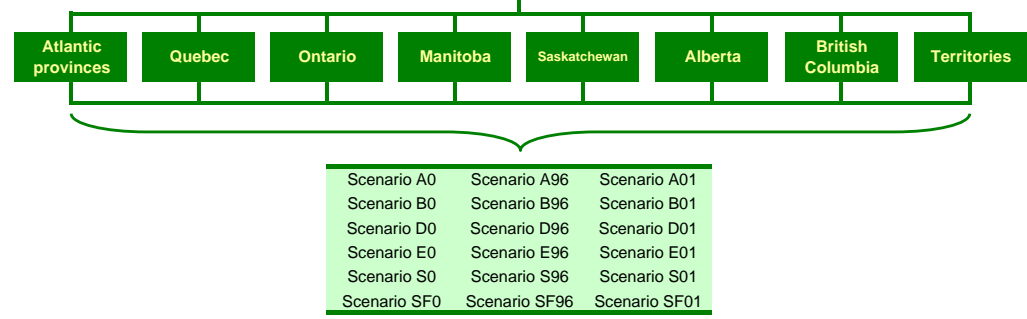 Atlantic
provinces
Quebec
Ontario
Manitoba
Saskatchewan
Alberta
British
Columbia
Territories
Scenario A0 Scenario A96 Scenario A01
Scenario B0 Scenario B96 Scenario B01
Scenario D0 Scenario D96 Scenario D01
Scenario E0 Scenario E96 Scenario E01
Scenario S0 Scenario S96 Scenario S01
Scenario SF0 Scenario SF96 Scenario SF01